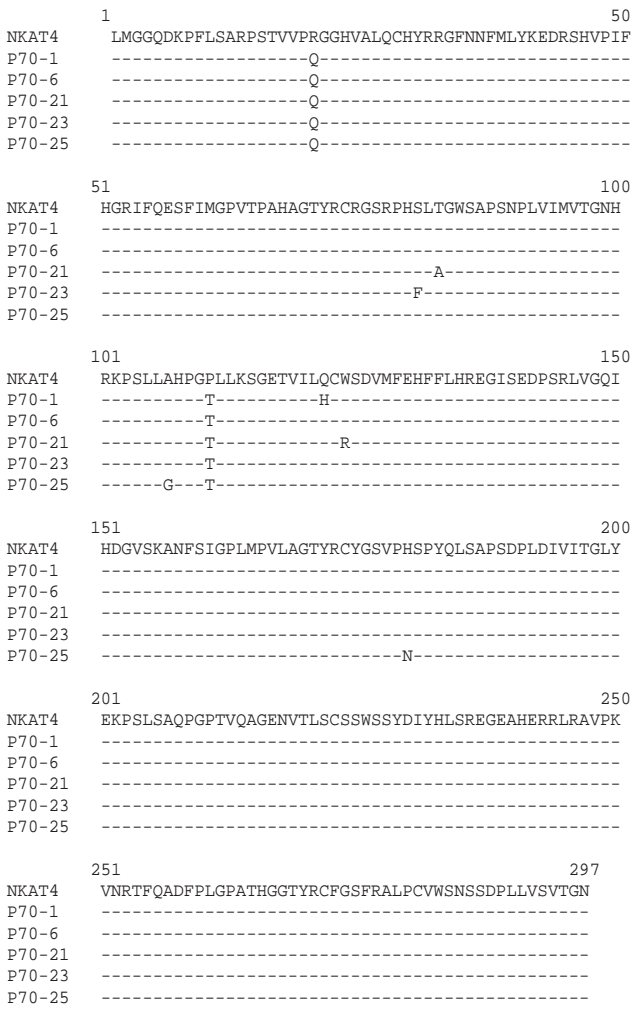 1 50
NKAT4 LMGGQDKPFLSARPSTVVPRGGHVALQCHYRRGFNNFMLYKEDRSHVPIF
P70-1 -------------------Q------------------------------
P70-6 -------------------Q------------------------------
P70-21 -------------------Q------------------------------
P70-23 -------------------Q------------------------------
P70-25 -------------------Q------------------------------
51 100
NKAT4 HGRIFQESFIMGPVTPAHAGTYRCRGSRPHSLTGWSAPSNPLVIMVTGNH
P70-1 --------------------------------------------------
P70-6 --------------------------------------------------
P70-21 --------------------------------A-----------------
P70-23 ------------------------------F-------------------
P70-25 --------------------------------------------------
101 150
NKAT4 RKPSLLAHPGPLLKSGETVILQCWSDVMFEHFFLHREGISEDPSRLVGQI
P70-1 ----------T----------H----------------------------
P70-6 ----------T---------------------------------------
P70-21 ----------T------------R--------------------------
P70-23 ----------T---------------------------------------
P70-25 ------G---T---------------------------------------
151 200
NKAT4 HDGVSKANFSIGPLMPVLAGTYRCYGSVPHSPYQLSAPSDPLDIVITGLY
P70-1 --------------------------------------------------
P70-6 --------------------------------------------------
P70-21 --------------------------------------------------
P70-23 --------------------------------------------------
P70-25 -----------------------------N--------------------
201 250
NKAT4 EKPSLSAQPGPTVQAGENVTLSCSSWSSYDIYHLSREGEAHERRLRAVPK
P70-1 --------------------------------------------------
P70-6 --------------------------------------------------
P70-21 --------------------------------------------------
P70-23 --------------------------------------------------
P70-25 --------------------------------------------------
251 297
NKAT4 VNRTFQADFPLGPATHGGTYRCFGSFRALPCVWSNSSDPLLVSVTGN
P70-1 -----------------------------------------------
P70-6 -----------------------------------------------
P70-21 -----------------------------------------------
P70-23 -----------------------------------------------
P70-25 -----------------------------------------------